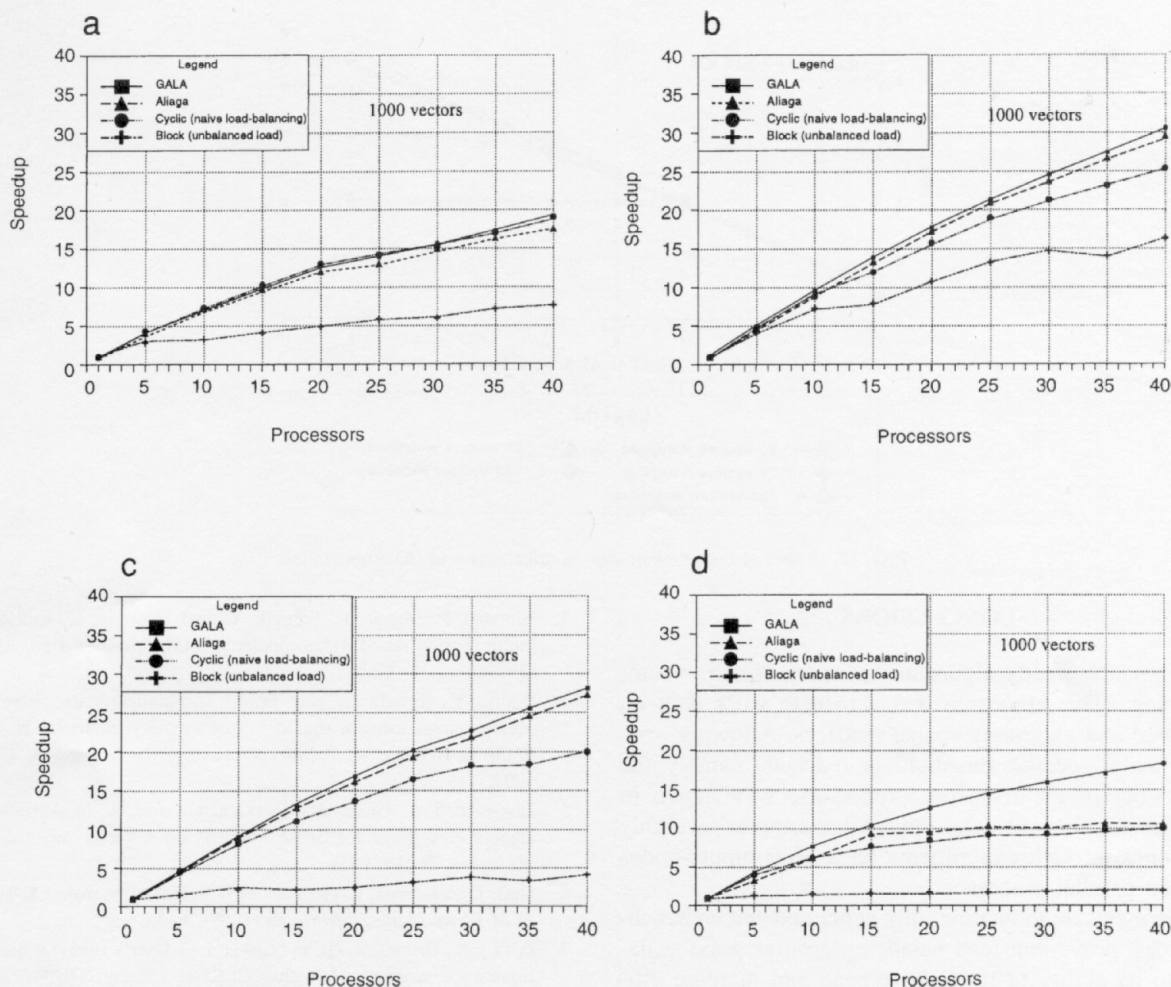 a
40
35
30
25
20
15
10
5
0
Speedup
Legend
GALA
Aliaga
Cyclic (naive load-balancing)
Block (unbalanced load)
1000 vectors
0 5 10 15 20 25 30 35 40
Processors
b
40
35
30
25
20
15
10
5
0
Speedup
Legend
GALA
Aliaga
Cyclic (naive load-balancing)
Block (unbalanced load)
1000 vectors
0 5 10 15 20 25 30 35 40
Processors
c
40
35
30
25
20
15
10
5
0
Speedup
Legend
GALA
Aliaga
Cyclic (naive load-balancing)
Block (unbalanced load)
1000 vectors
0 5 10 15 20 25 30 35 40
Processors
d
40
35
30
25
20
15
10
5
0
Speedup
Legend
GALA
Aliaga
Cyclic (naive load-balancing)
Block (unbalanced load)
1000 vectors
0 5 10 15 20 25 30 35 40
Processors